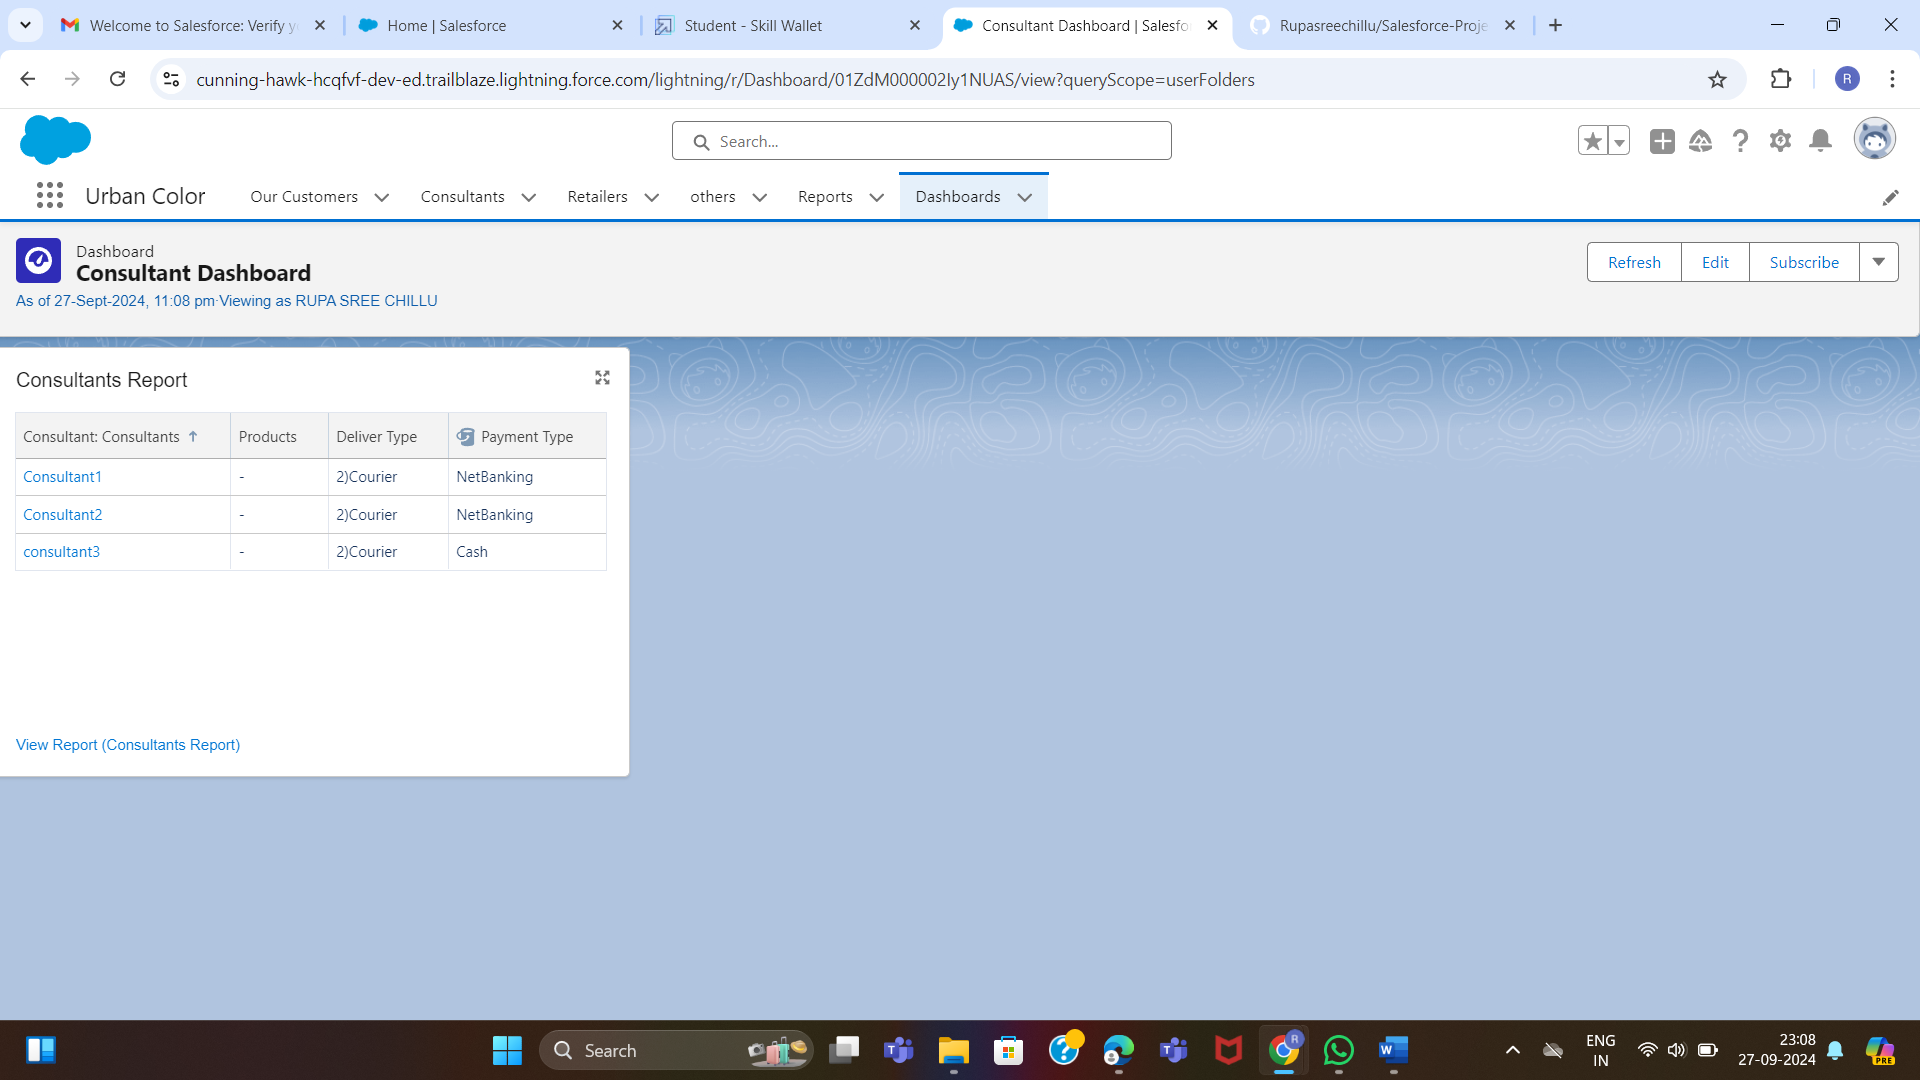 Welcome to Salesforce: Verify y
Home | Salesforce
Student - Skill Wallet
Consultant Dashboard | Salesfo
Rupasreechillu/Salesforce-Proje
cunning-hawk-hcqfvf-dev-ed.trailblaze.lightning.force.com/lightning/r/Dashboard/01ZdM000002Iy1NUAS/view?queryScope=userFolders
R
Search...
Urban Color
Our Customers
Consultants
Retailers
others
Reports
Dashboards
Dashboard
Consultant Dashboard
As of 27-Sept-2024, 11:08 pm·Viewing as RUPA SREE CHILLU
Refresh
Edit
Subscribe
Consultants Report
Consultant: Consultants
Products
Deliver Type
Payment Type
Consultant1 - 2)Courier NetBanking
Consultant2 - 2)Courier NetBanking
consultant3 - 2)Courier Cash
View Report (Consultants Report)
Search
R
ENG
IN
23:08
27-09-2024
PRE